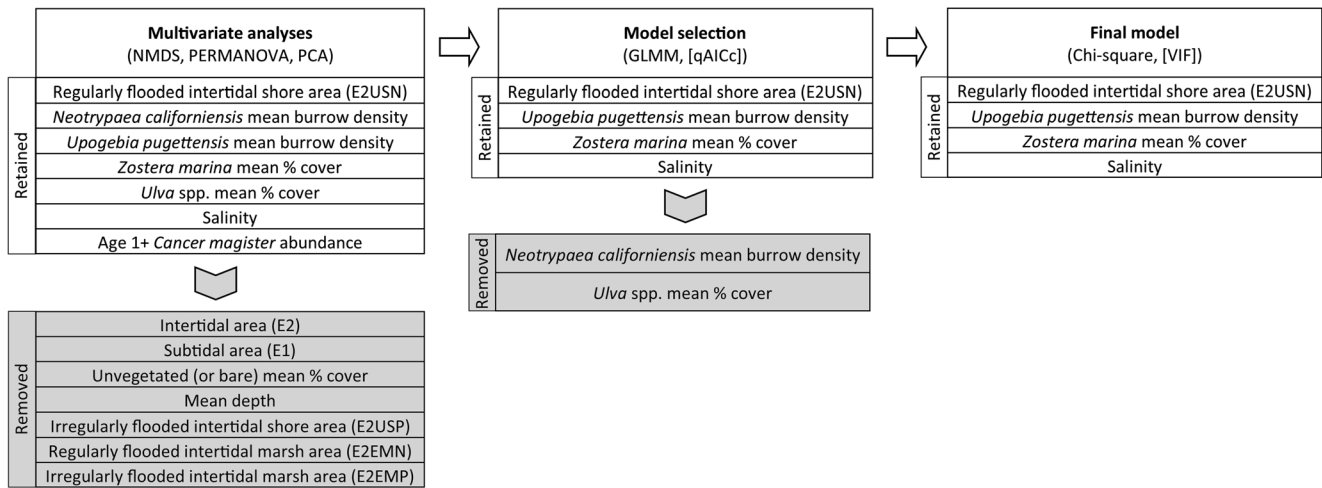 Multivariate analyses
(NMDS, PERMANOVA, PCA)
Retained
Regularly flooded intertidal shore area (E2USN)
Neotrypaea californiensis mean burrow density
Upogebia pugettensis mean burrow density
Zostera marina mean % cover
Ulva spp. mean % cover
Salinity
Age 1+ Cancer magister abundance
Removed
Intertidal area (E2)
Subtidal area (E1)
Unvegetated (or bare) mean % cover
Mean depth
Irregularly flooded intertidal shore area (E2USP)
Regularly flooded intertidal marsh area (E2EMN)
Irregularly flooded intertidal marsh area (E2EMP)
Model selection
(GLMM, [qAICc])
Retained
Regularly flooded intertidal shore area (E2USN)
Upogebia pugettensis mean burrow density
Zostera marina mean % cover
Salinity
Removed
Neotrypaea californiensis mean burrow density
Ulva spp. mean % cover
Final model
(Chi-square, [VIF])
Retained
Regularly flooded intertidal shore area (E2USN)
Upogebia pugettensis mean burrow density
Zostera marina mean % cover
Salinity